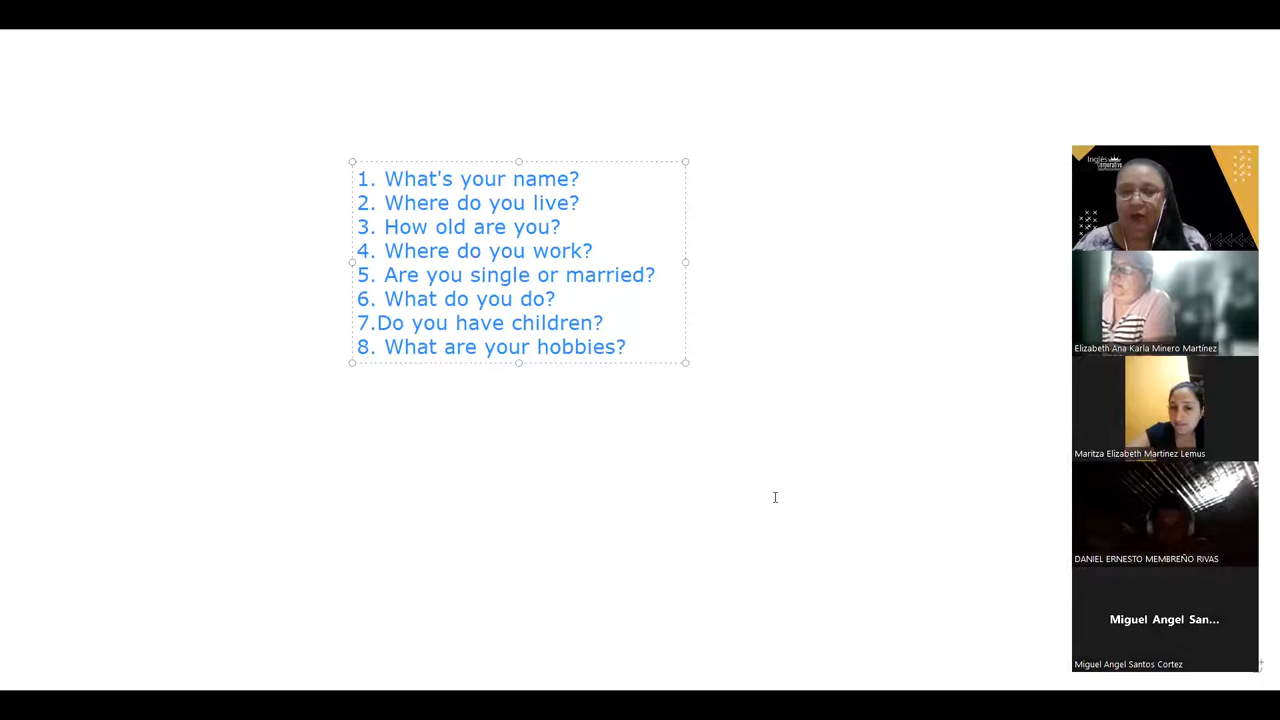 1. What's your name?
2. Where do you live?
3. How old are you?
4. Where do you work?
5. Are you single or married?
6. What do you do?
7.Do you have children?
8. What are your hobbies?
Inglés
Corporativo
Elizabeth Ana Karla Minero Martínez
Maritza Elizabeth Martinez Lemus
DANIEL ERNESTO MEMBREÑO RIVAS
Miguel Angel San...
Miguel Angel Santos Cortez